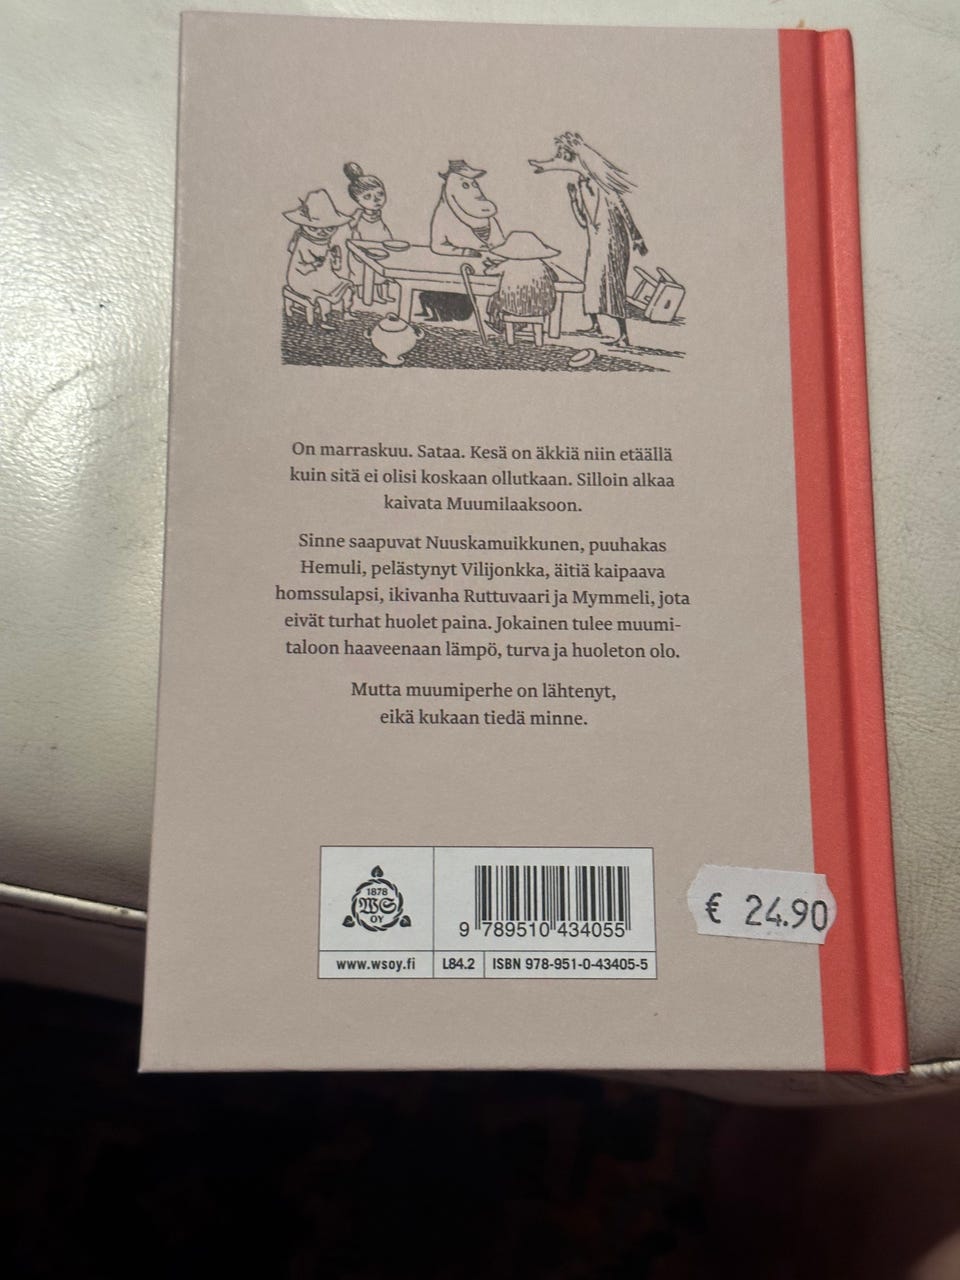 On marraskuu. Sataa. Kesä on äkkiä niin etäällä
kuin sitä ei olisi koskaan ollutkaan. Silloin alkaa
kaivata Muumilaaksoon.
Sinne saapuvat Nuuskamuikkunen, puuhakas
Hemuli, pelästynyt Vilijonkka, äitiä kaipaava
homssulapsi, ikivanha Ruttuvaari ja Mymmeli, jota
eivät turhat huolet paina. Jokainen tulee muumi-
taloon haaveenaan lämpö, turva ja huoleton olo.
Mutta muumiperhe on lähtenyt,
eikä kukaan tiedä minne.
1878
WS
OY
9 789510 434055
€ 24.90
www.wsoy.fi
L84.2
ISBN 978-951-0-43405-5